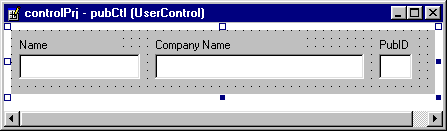 controlPrj - pubCtl (UserControl)
Name Company Name PubID